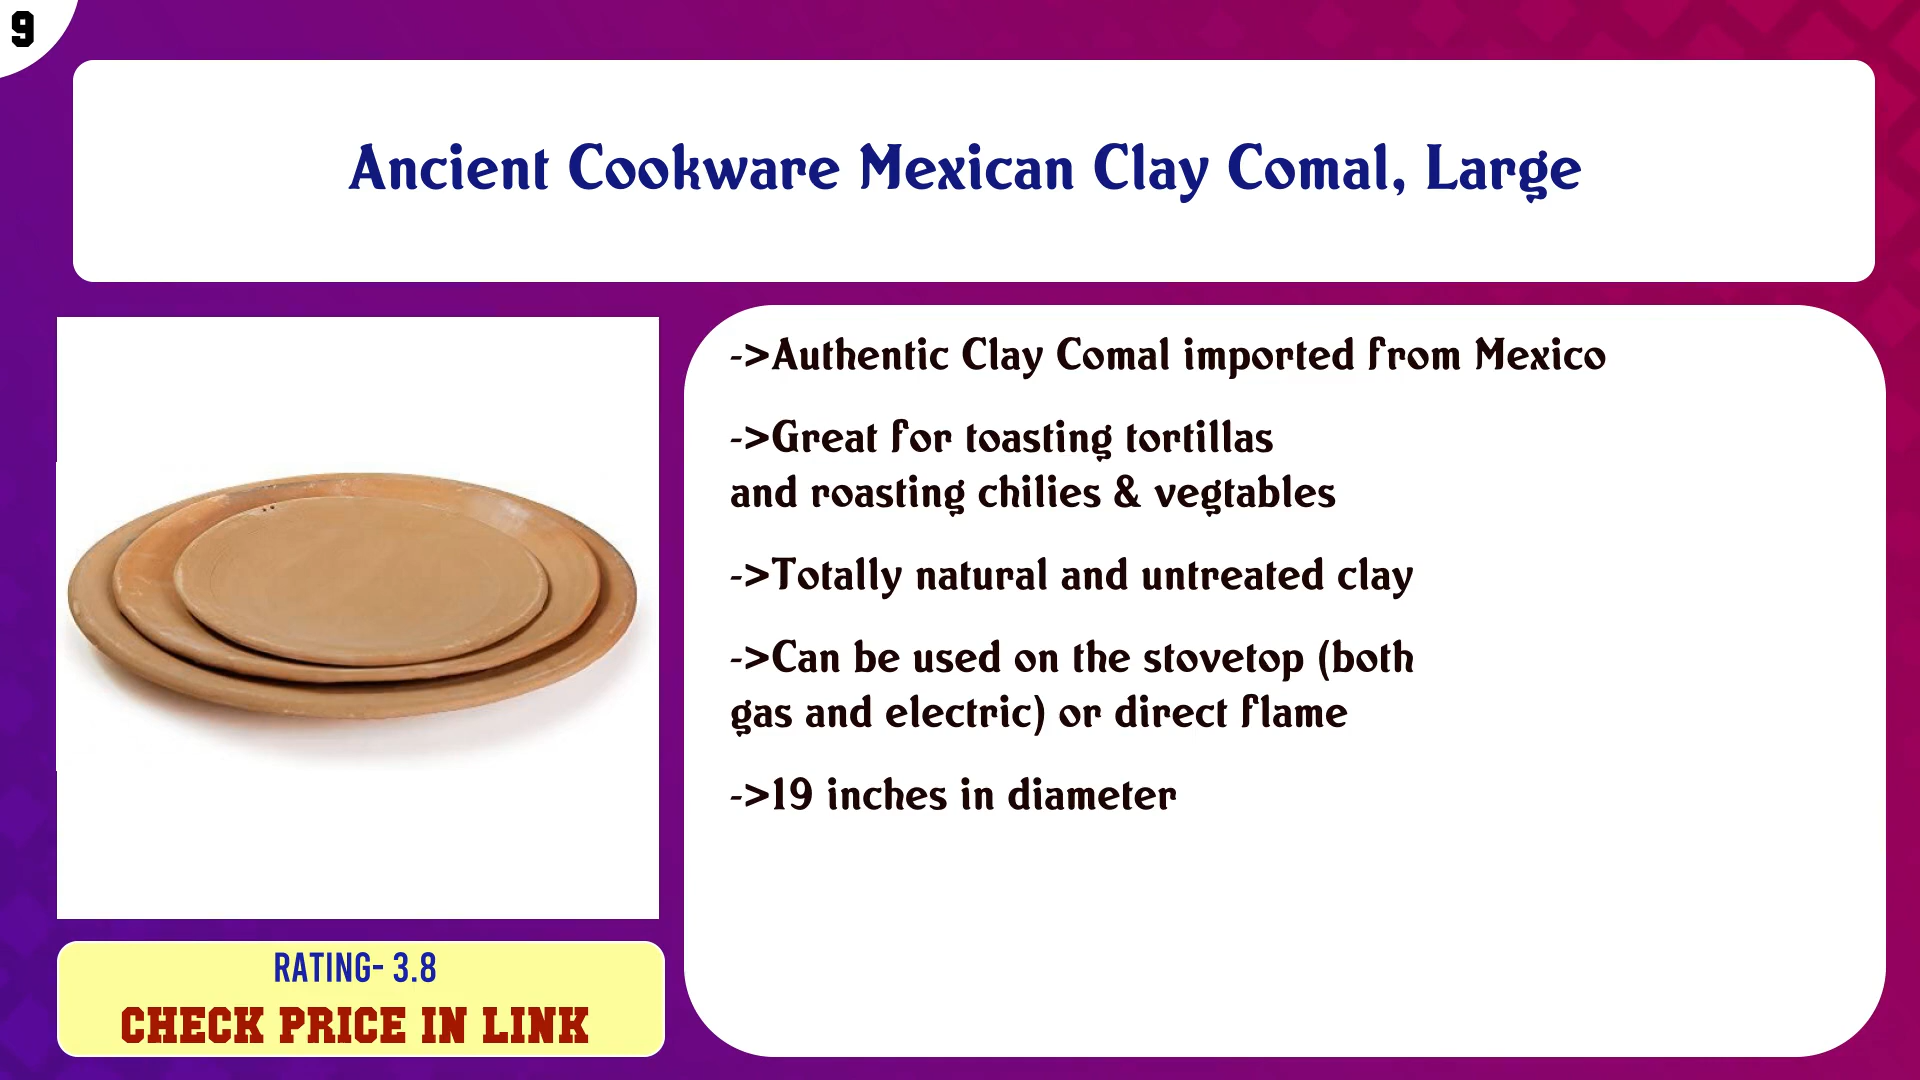 9
Ancient Cookware Mexican Clay Comal, Large
->Authentic Clay Comal imported from Mexico
->Great for toasting tortillas
and roasting chilies & vegtables
->Totally natural and untreated clay
->Can be used on the stovetop (both
gas and electric) or direct flame
->19 inches in diameter
RATING- 3.8
CHECK PRICE IN LINK